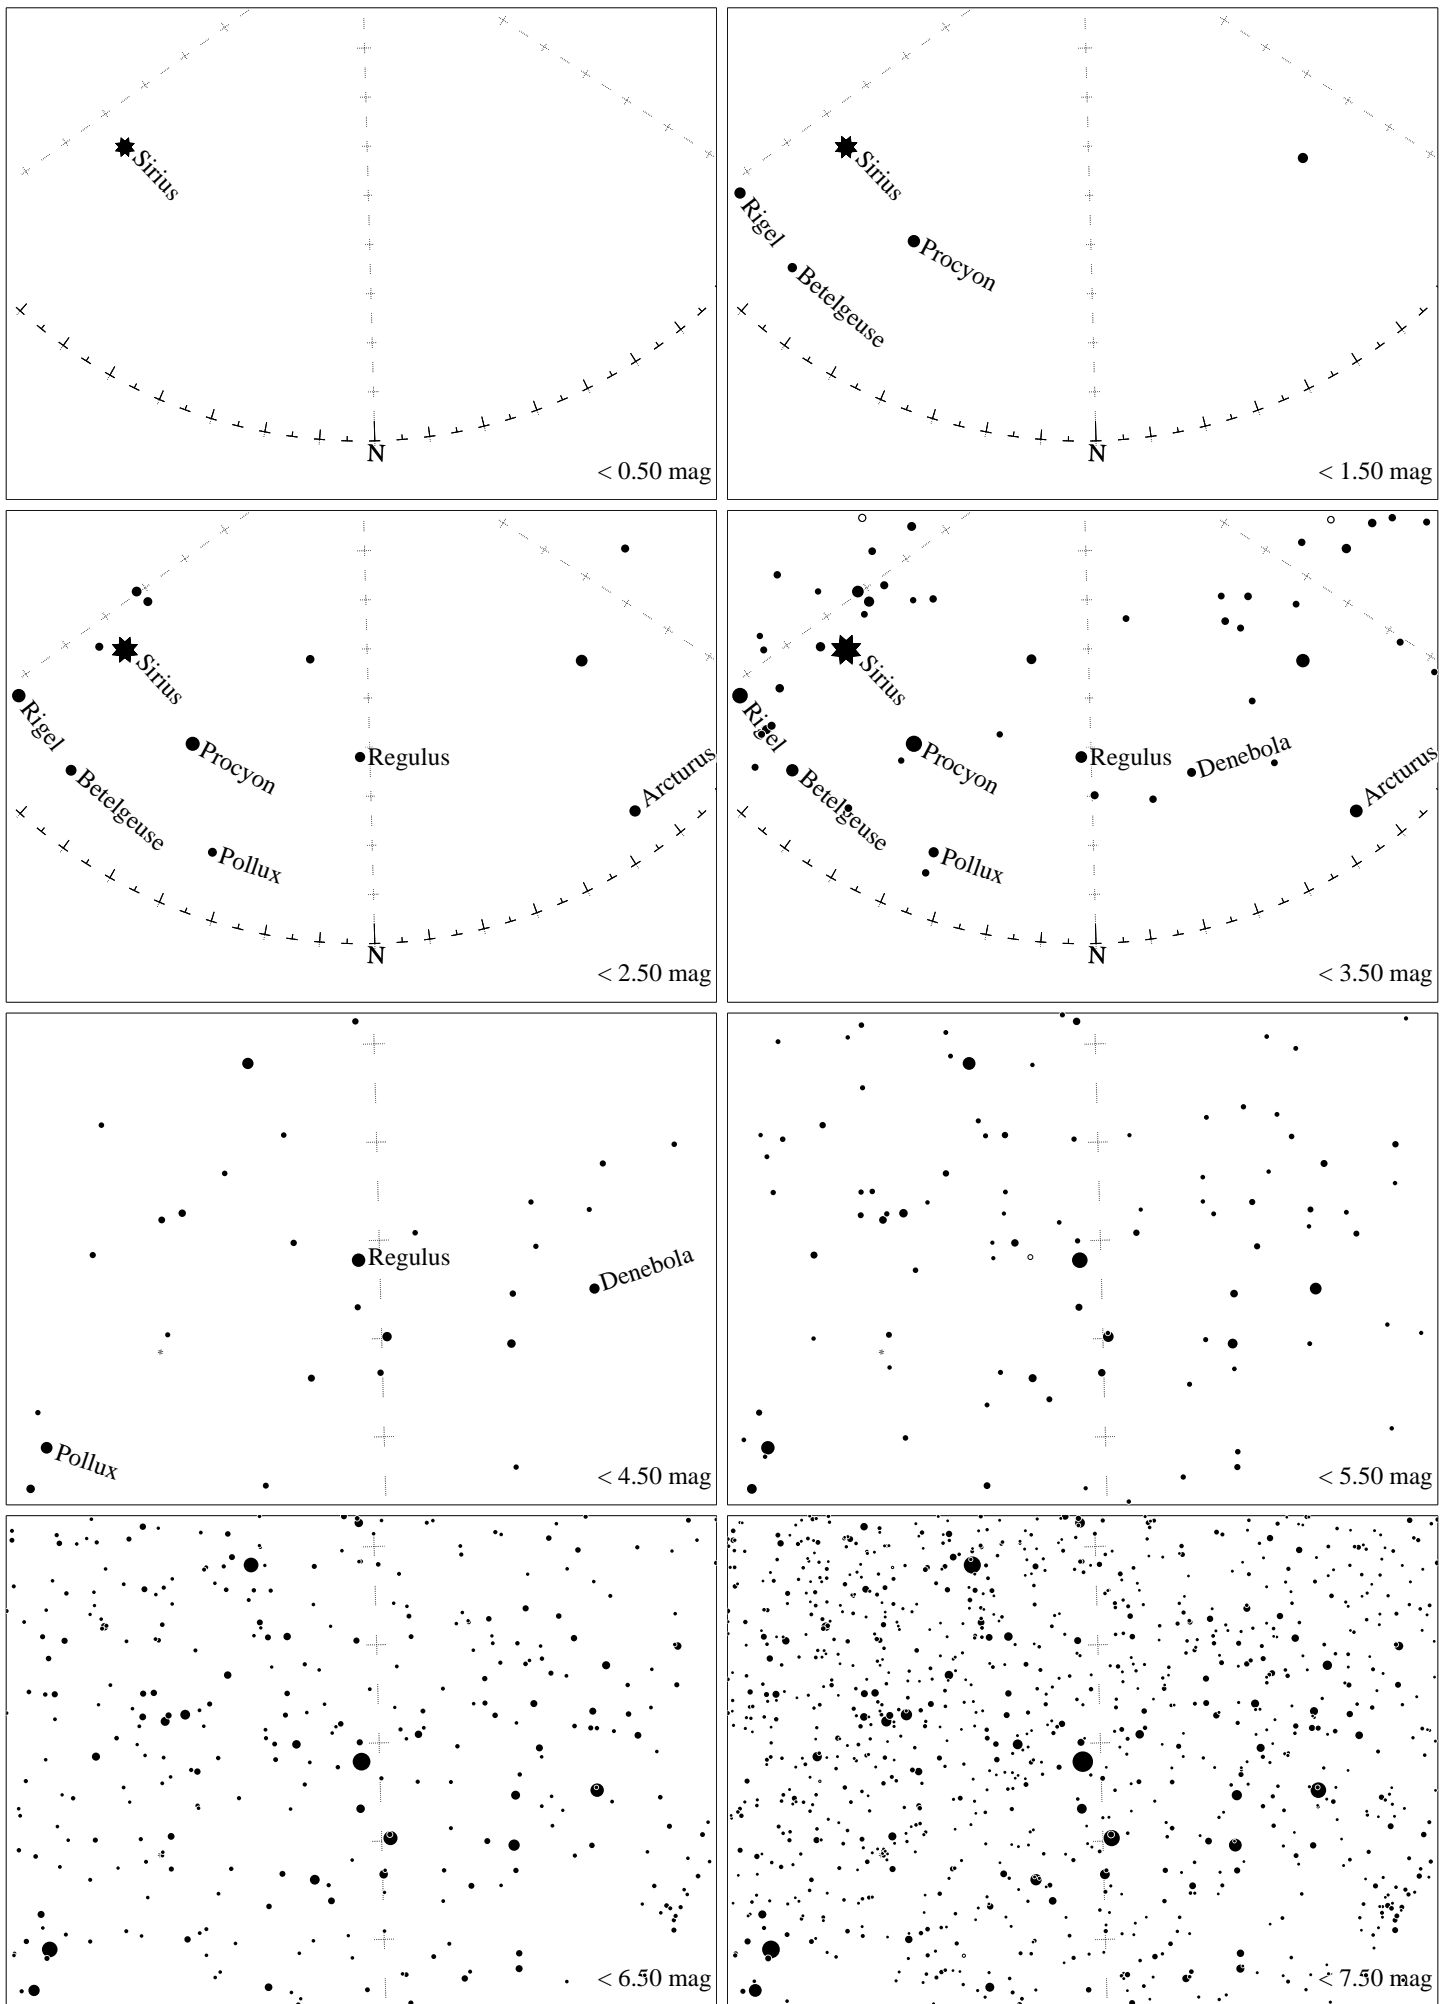 Sirius
N
< 0.50 mag
Sirius
Rigel
Procyon
Betelgeuse
N
< 1.50 mag
Sirius
Rigel
Procyon
Regulus
Betelgeuse
Arcturus
Pollux
N
< 2.50 mag
Sirius
Rigel
Procyon
Regulus
Denebola
Betelgeuse
Arcturus
Pollux
N
< 3.50 mag
Regulus
Denebola
Pollux
< 4.50 mag
< 5.50 mag
< 6.50 mag
< 7.50 mag